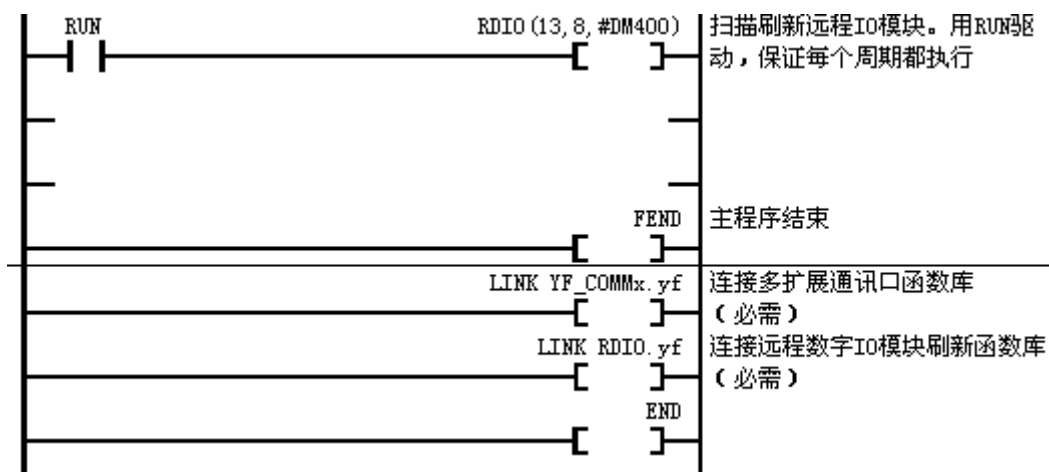 RUN
RDIO(13,8,#DM400)
扫描刷新远程IO模块。用RUN驱
动，保证每个周期都执行
FEND
主程序结束
LINK YF_COMMx.yf
连接多扩展通讯口函数库
（必需）
LINK RDIO.yf
连接远程数字IO模块刷新函数库
（必需）
END